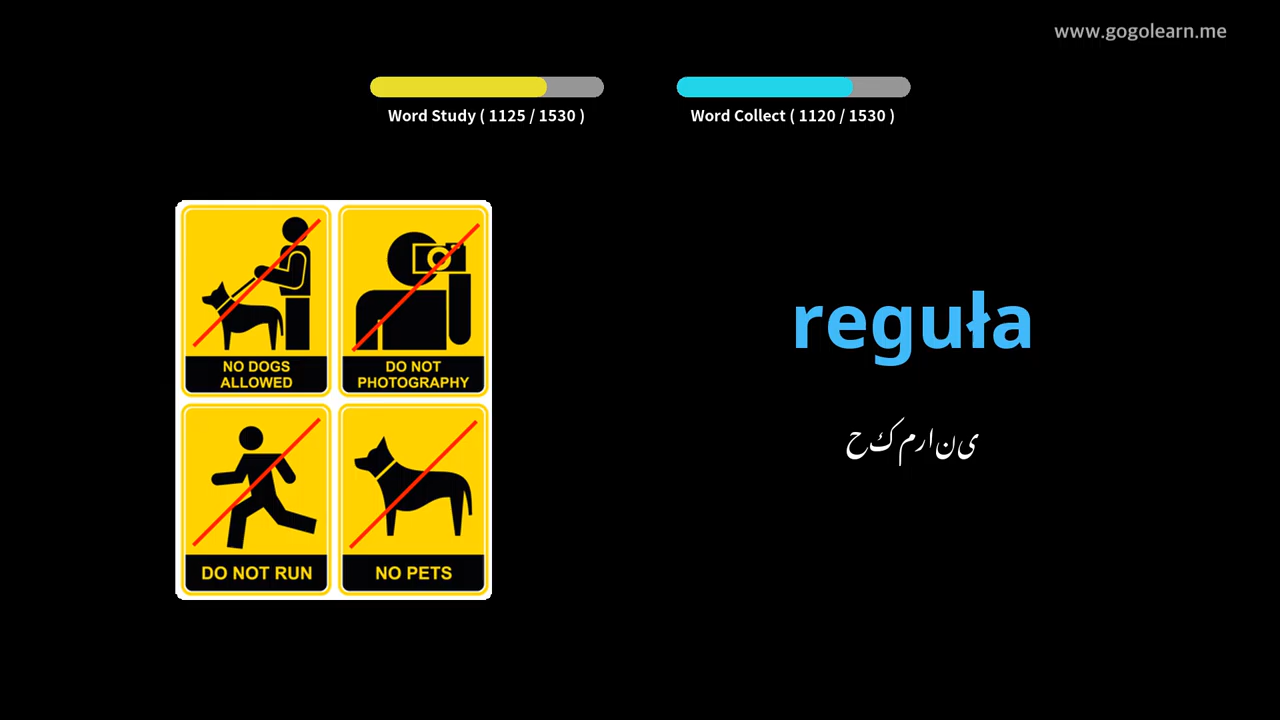 www.gogolearn.me
Word Study ( 1125 / 1530 )
Word Collect ( 1120 / 1530 )
NO DOGS
ALLOWED
DO NOT
PHOTOGRAPHY
DO NOT RUN
NO PETS
reguła
حکمرانی